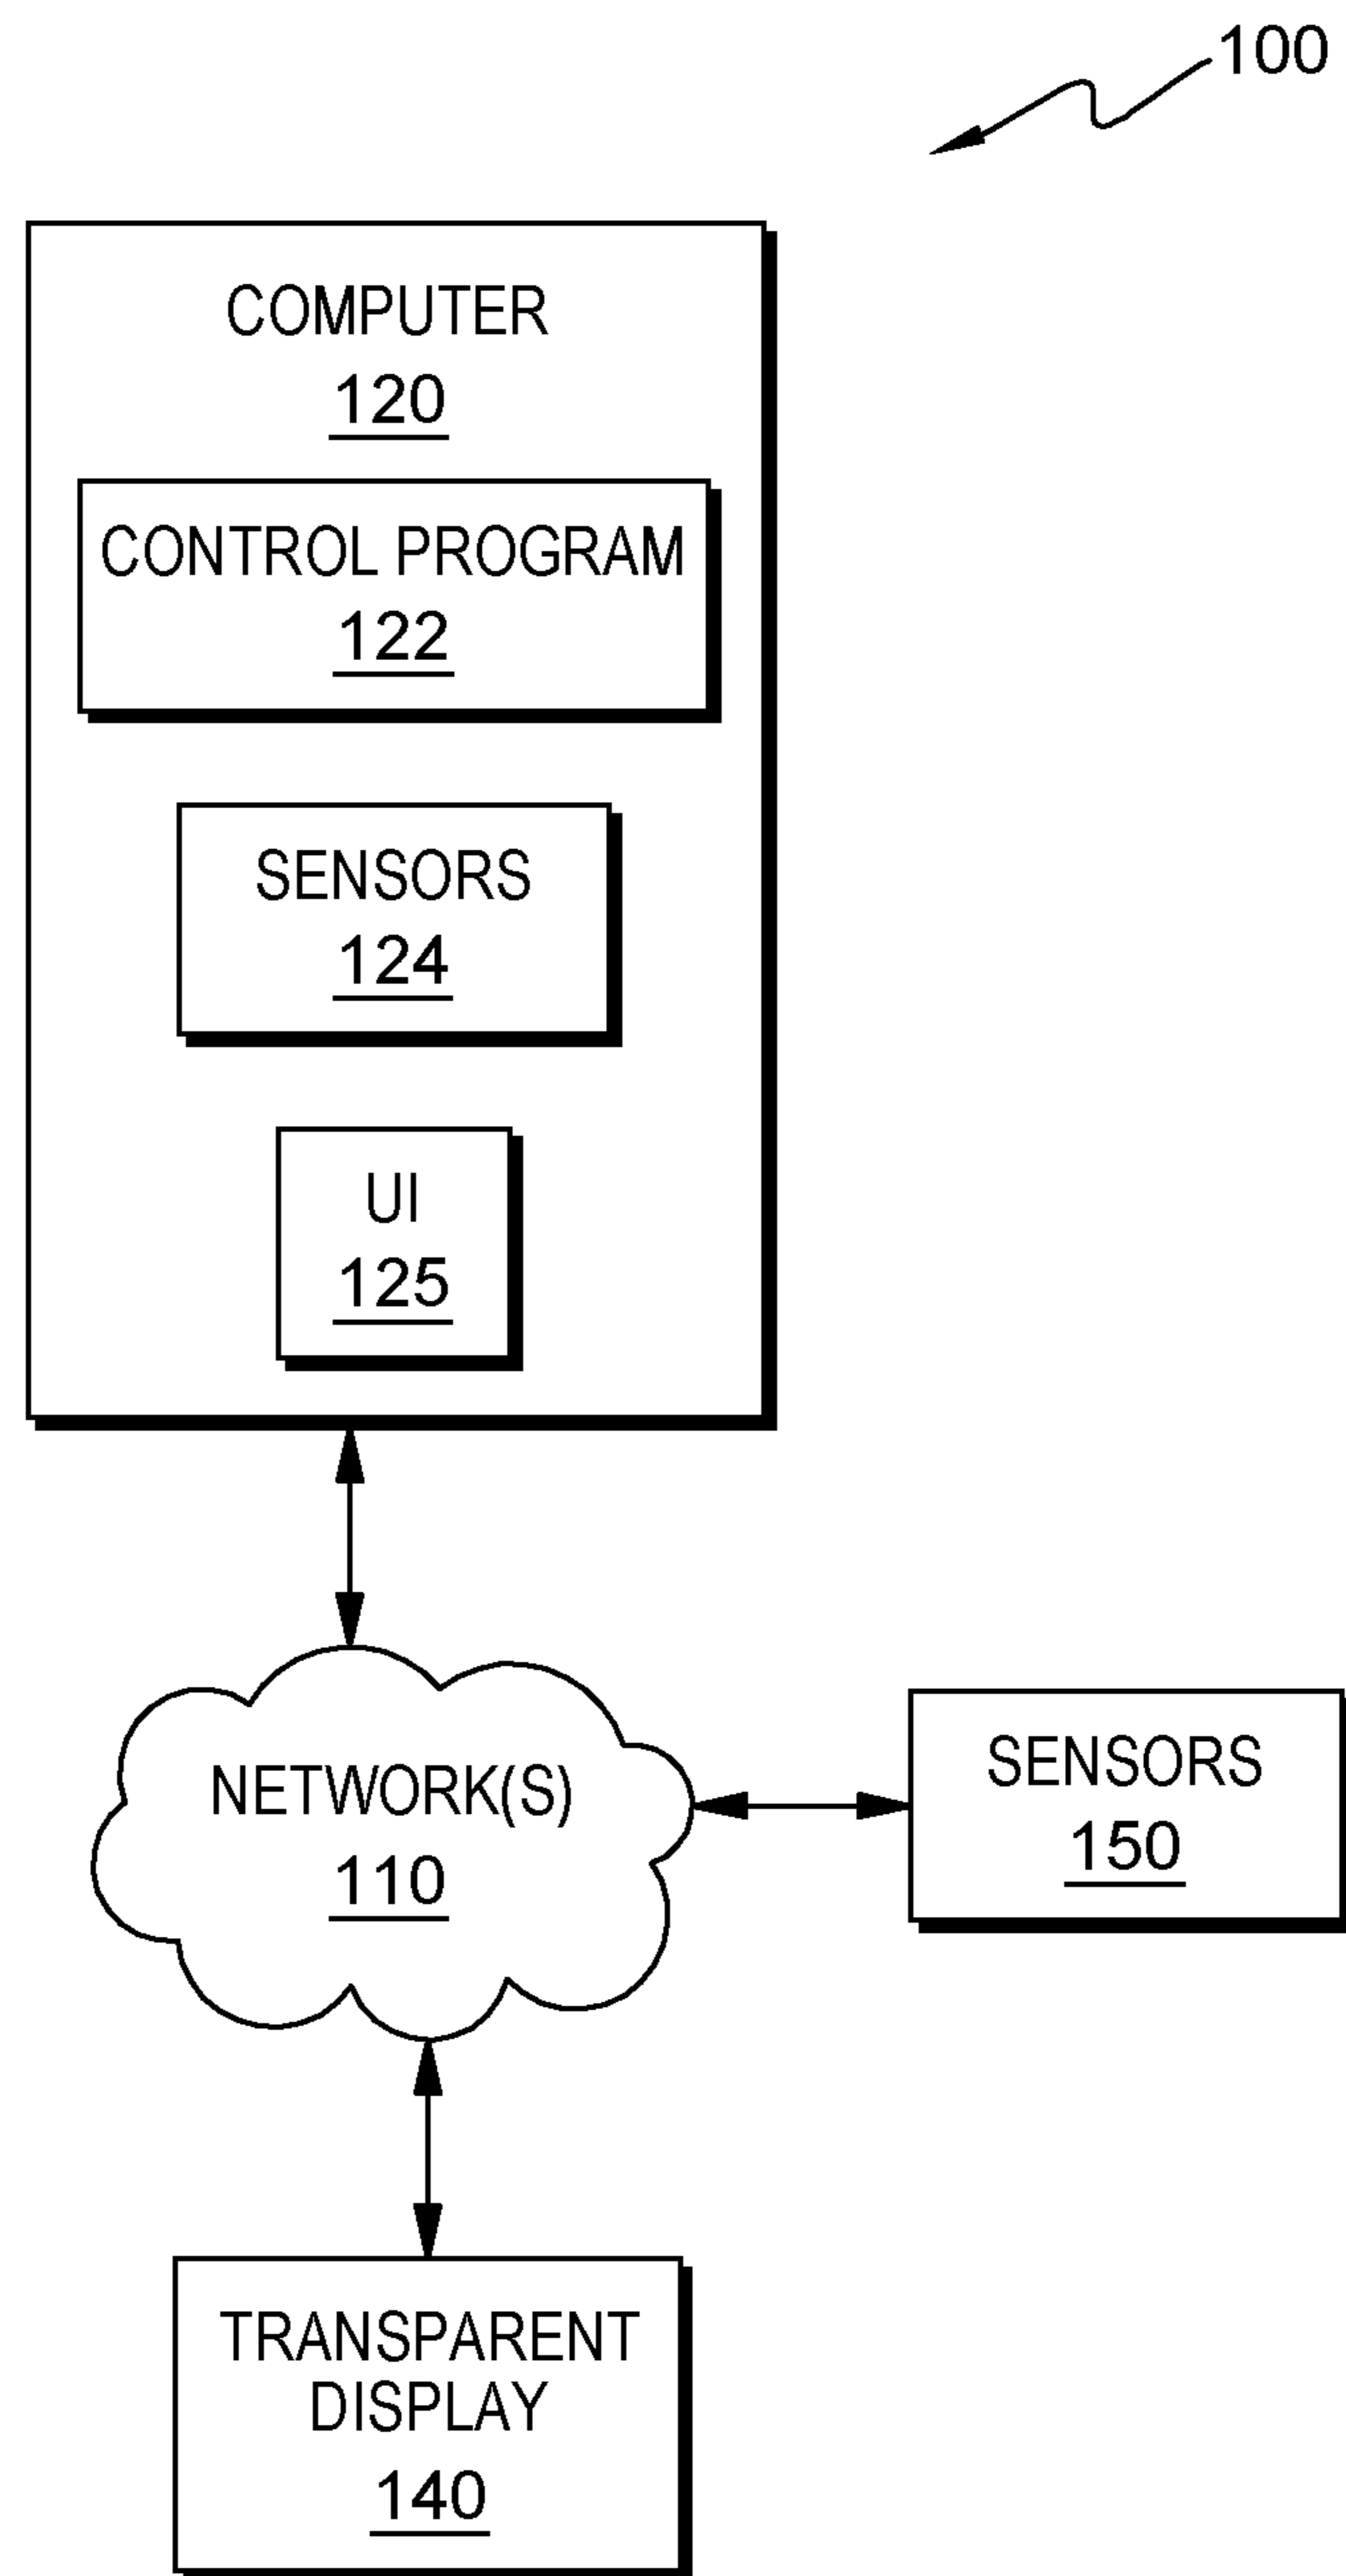 100
COMPUTER
120
CONTROL PROGRAM
122
SENSORS
124
UI
125
NETWORK(S)
110
SENSORS
150
TRANSPARENT
DISPLAY
140